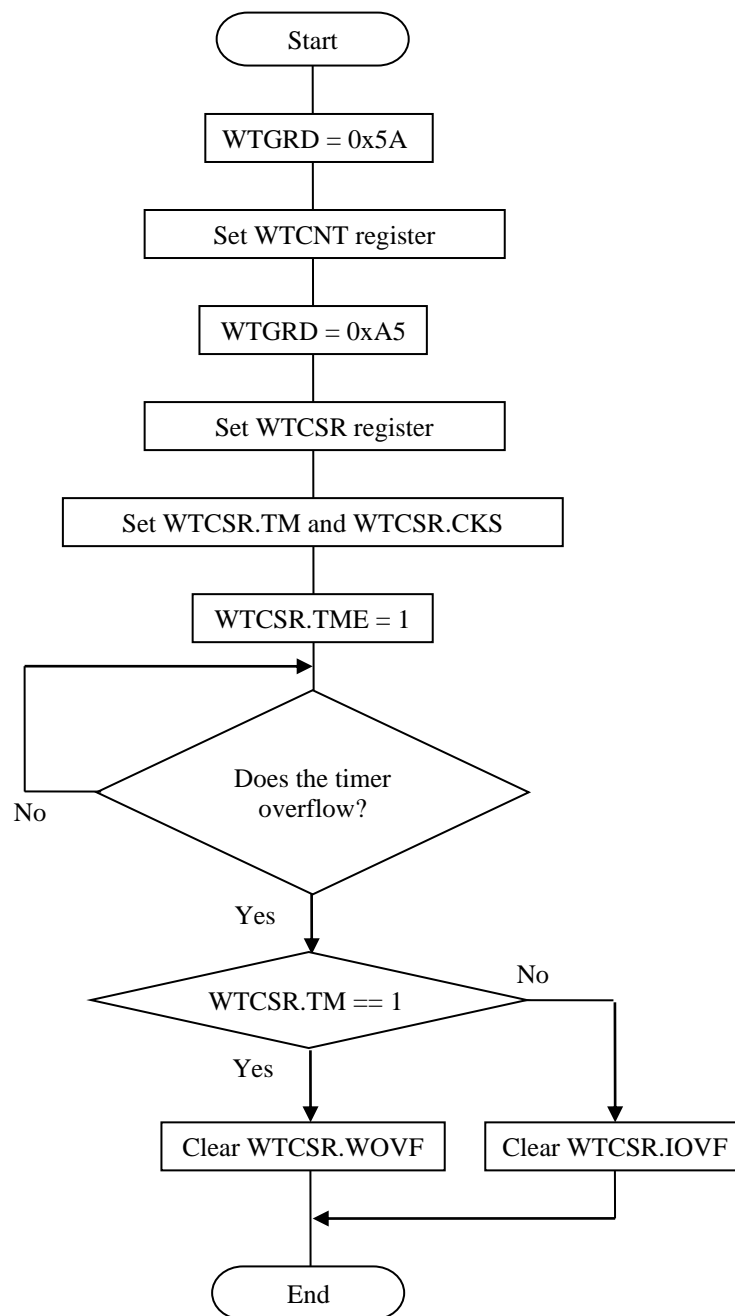 Start
WTGRD = 0x5A
Set WTCNT register
WTGRD = 0xA5
Set WTCSR register
Set WTCSR.TM and WTCSR.CKS
WTCSR.TME = 1
Does the timer
overflow?
No
Yes
WTCSR.TM == 1
No
Yes
Clear WTCSR.WOVF
Clear WTCSR.IOVF
End